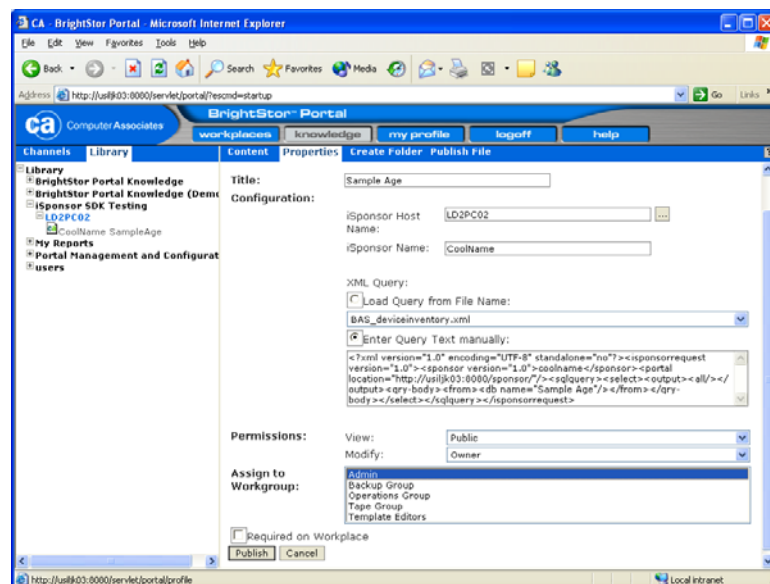 CA - BrightStor Portal - Microsoft Internet Explorer
File Edit View Favorites Tools Help
Back Search Favorites Media
Address http://usiljk03:8080/servlet/portal/?escmd=startup Go Links
ca Computer Associates
BrightStor™ Portal
workplaces knowledge my profile logoff help
Channels Library
Content Properties Create Folder Publish File
Library
BrightStor Portal Knowledge
BrightStor Portal Knowledge (Demo
iSponsor SDK Testing
LD2PC02
CoolName SampleAge
My Reports
Portal Management and Configurat
users
Title: Sample Age
Configuration:
iSponsor Host Name: LD2PC02 ...
iSponsor Name: CoolName
XML Query:
Load Query from File Name:
BAS_deviceinventory.xml
Enter Query Text manually:
<?xml version="1.0" encoding="UTF-8" standalone="no"?><isponsorrequest
version="1.0"><sponsor version="1.0">coolname</sponsor><portal
location="http://usiljk03:8080/sponsor/"/><sqlquery><select><output><all/></
output><qry-body><from><db name="Sample Age"/></from></qry-
body></select></sqlquery></isponsorrequest>
Permissions: View: Public
Modify: Owner
Assign to Workgroup:
Admin
Backup Group
Operations Group
Tape Group
Template Editors
Required on Workplace
Publish Cancel
http://usiljk03:8080/servlet/portal/profile Local intranet